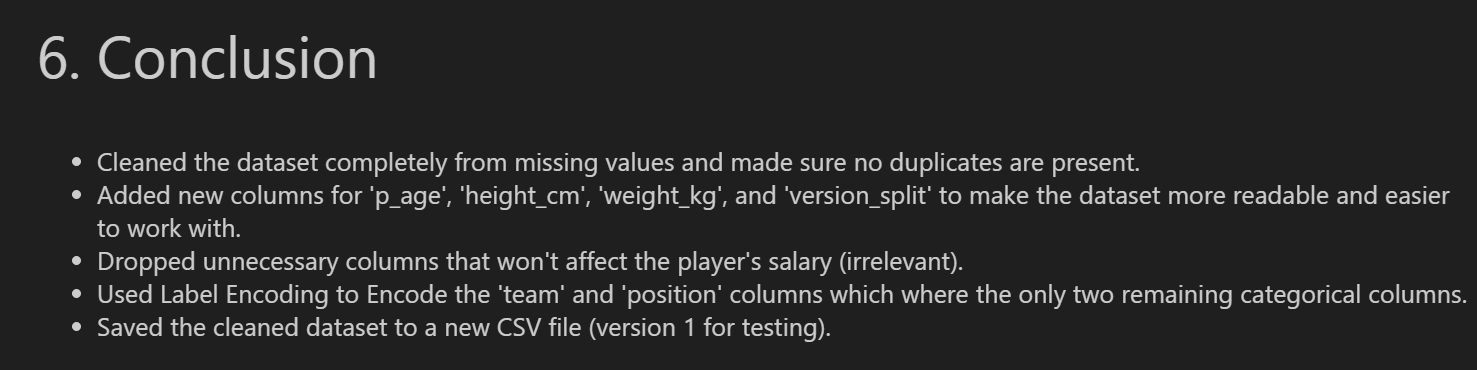 6. Conclusion
• Cleaned the dataset completely from missing values and made sure no duplicates are present.
• Added new columns for 'p_age', 'height_cm', 'weight_kg', and 'version_split' to make the dataset more readable and easier
to work with.
• Dropped unnecessary columns that won't affect the player's salary (irrelevant).
• Used Label Encoding to Encode the 'team' and 'position' columns which where the only two remaining categorical columns.
• Saved the cleaned dataset to a new CSV file (version 1 for testing).